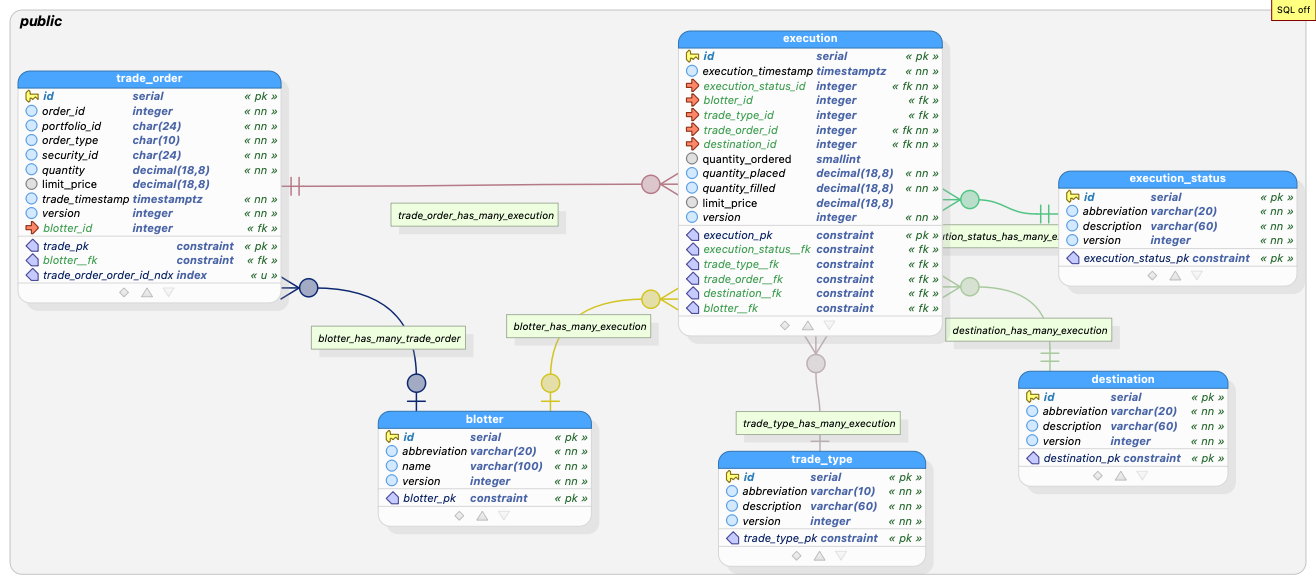 SQL off
public
trade_order
id serial « pk »
order_id integer « nn »
portfolio_id char(24) « nn »
order_type char(10) « nn »
security_id char(24) « nn »
quantity decimal(18,8) « nn »
limit_price decimal(18,8)
trade_timestamp timestamptz « nn »
version integer « nn »
blotter_id integer « fk »
trade_pk constraint « pk »
blotter__fk constraint « fk »
trade_order_order_id_ndx index « u »
execution
id serial « pk »
execution_timestamp timestamptz « nn »
execution_status_id integer « fk nn »
blotter_id integer « fk »
trade_type_id integer « fk »
trade_order_id integer « fk nn »
destination_id integer « fk nn »
quantity_ordered smallint
quantity_placed decimal(18,8) « nn »
quantity_filled decimal(18,8) « nn »
limit_price decimal(18,8)
version integer « nn »
execution_pk constraint « pk »
execution_status__fk constraint « fk »
trade_type__fk constraint « fk »
trade_order__fk constraint « fk »
destination__fk constraint « fk »
blotter__fk constraint « fk »
execution_status
id serial « pk »
abbreviation varchar(20) « nn »
description varchar(60) « nn »
version integer « nn »
execution_status_pk constraint « pk »
trade_order_has_many_execution
ution_status_has_many_e
blotter_has_many_trade_order
blotter_has_many_execution
destination_has_many_execution
trade_type_has_many_execution
blotter
id serial « pk »
abbreviation varchar(20) « nn »
name varchar(100) « nn »
version integer « nn »
blotter_pk constraint « pk »
trade_type
id serial « pk »
abbreviation varchar(10) « nn »
description varchar(60) « nn »
version integer « nn »
trade_type_pk constraint « pk »
destination
id serial « pk »
abbreviation varchar(20) « nn »
description varchar(60) « nn »
version integer « nn »
destination_pk constraint « pk »